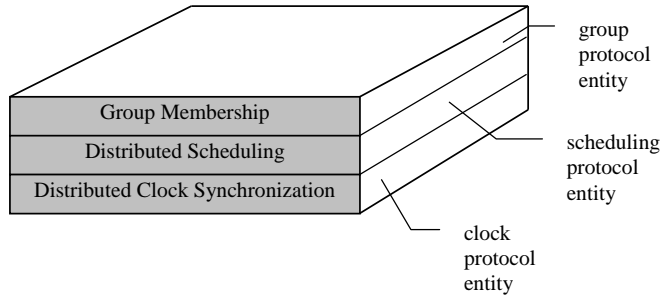 group
protocol
entity
Group Membership
Distributed Scheduling
scheduling
protocol
entity
Distributed Clock Synchronization
clock
protocol
entity